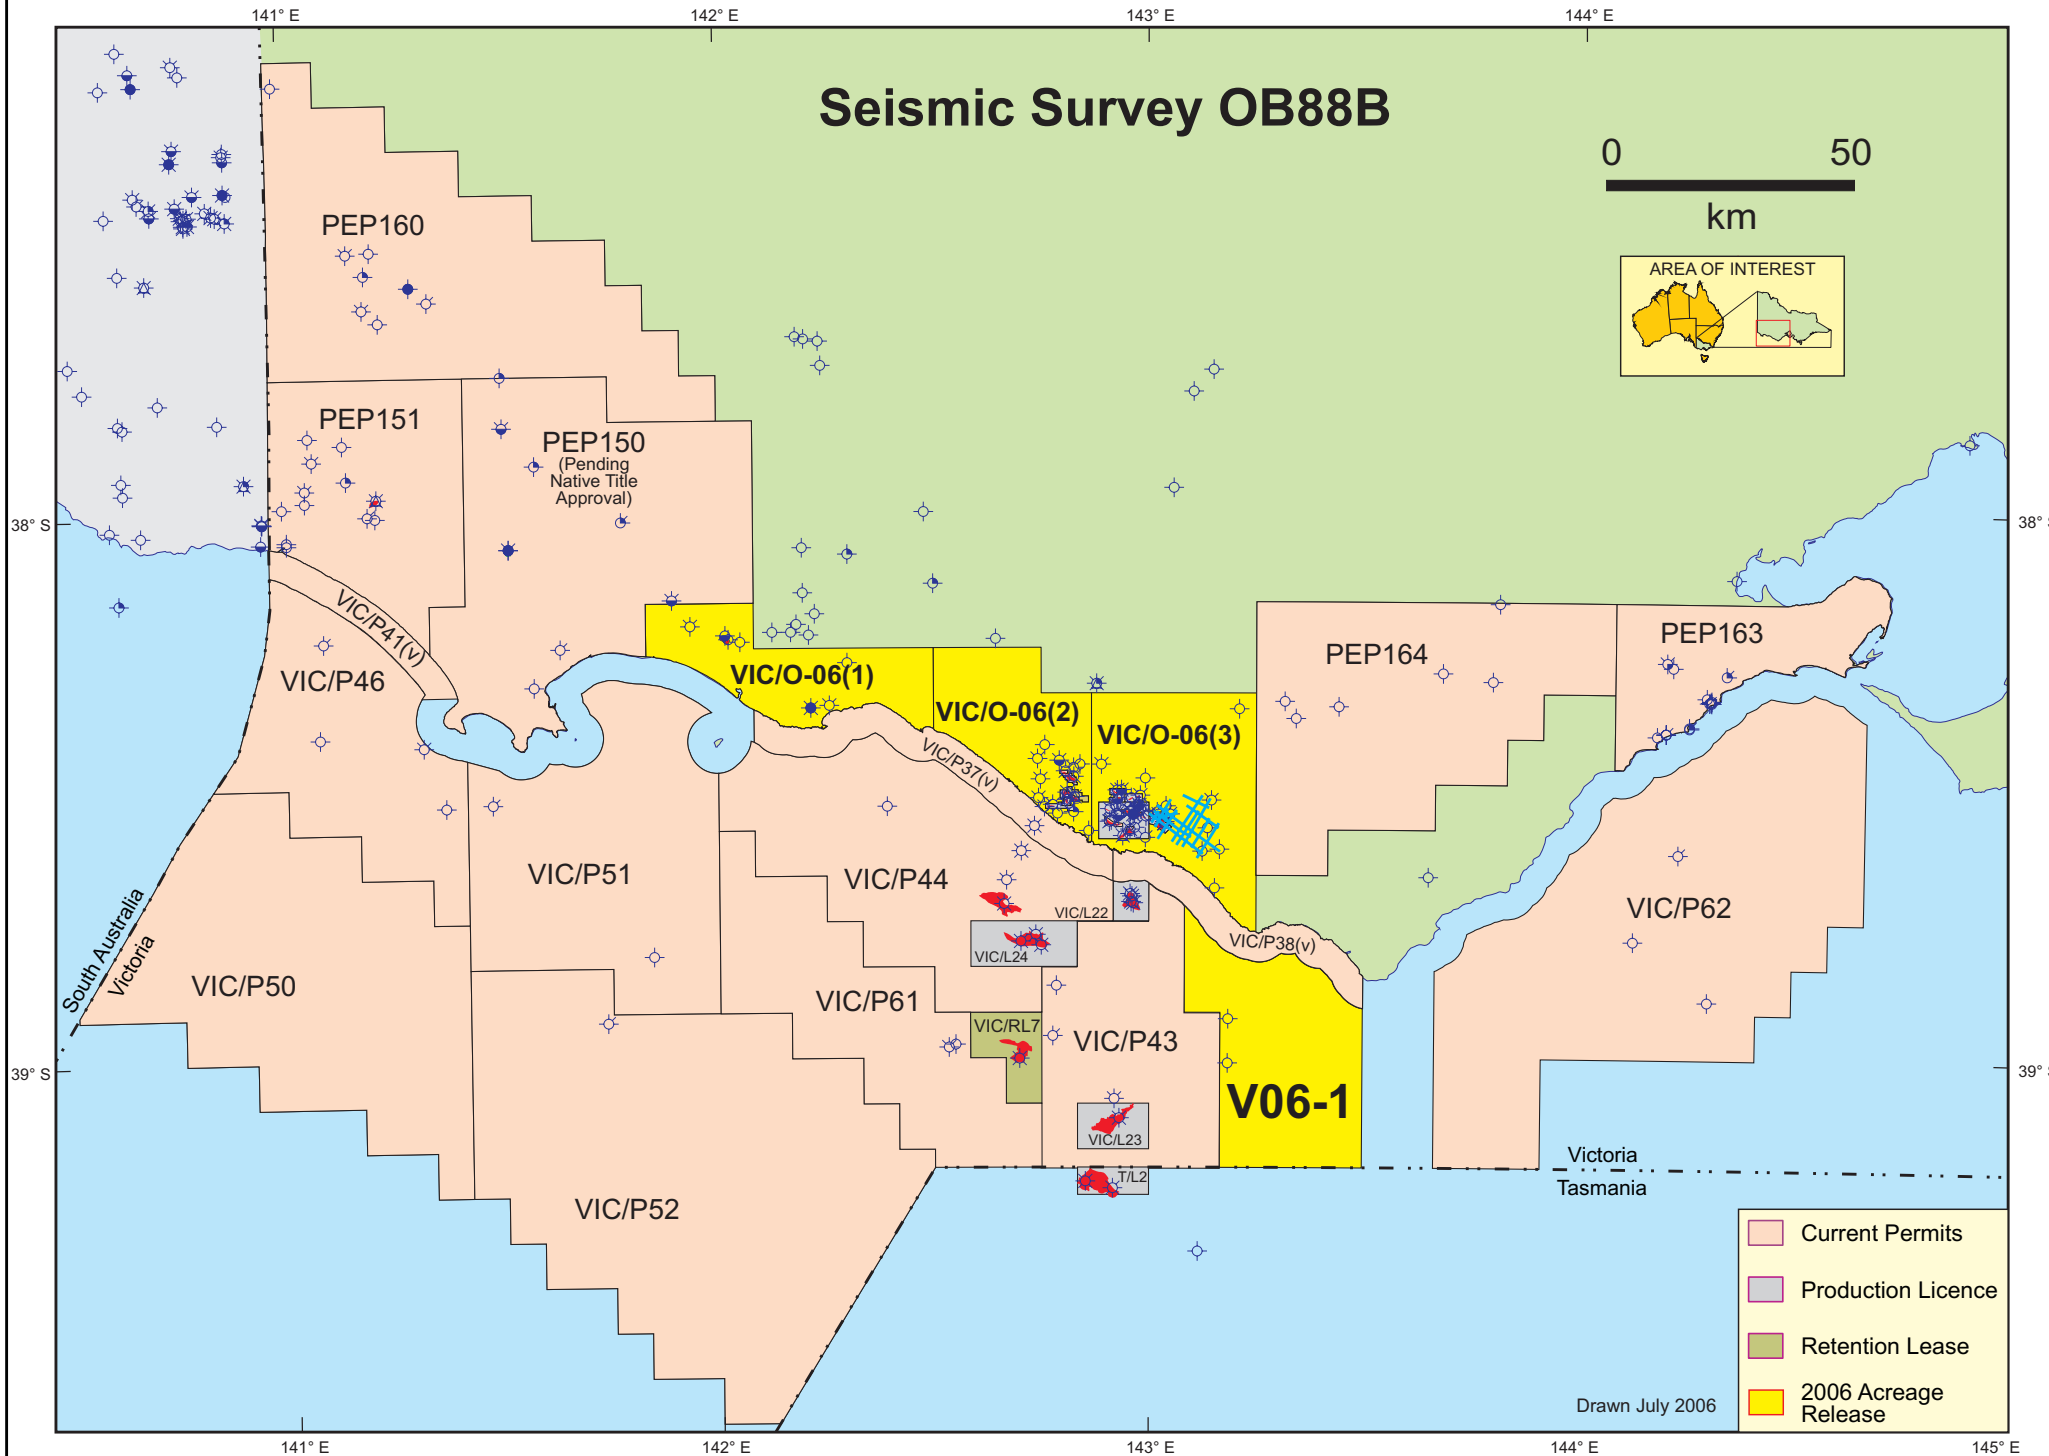 141° E
142° E
143° E
144° E
Seismic Survey OB88B
0
50
km
AREA OF INTEREST
PEP160
PEP151
PEP150
(Pending
Native Title
Approval)
38° S
38°
VIC/P41(v)
VIC/P46
VIC/O-06(1)
VIC/O-06(2)
VIC/O-06(3)
PEP164
PEP163
VIC/P37(v)
VIC/P51
VIC/P44
VIC/L22
VIC/P62
VIC/P38(v)
VIC/L24
South Australia
Victoria
VIC/P50
VIC/P61
VIC/RL7
VIC/P43
39° S
39°
V06-1
VIC/L23
T/L2
Victoria
Tasmania
VIC/P52
Current Permits
Production Licence
Retention Lease
2006 Acreage
Release
Drawn July 2006
141° E
142° E
143° E
144° E
145° E